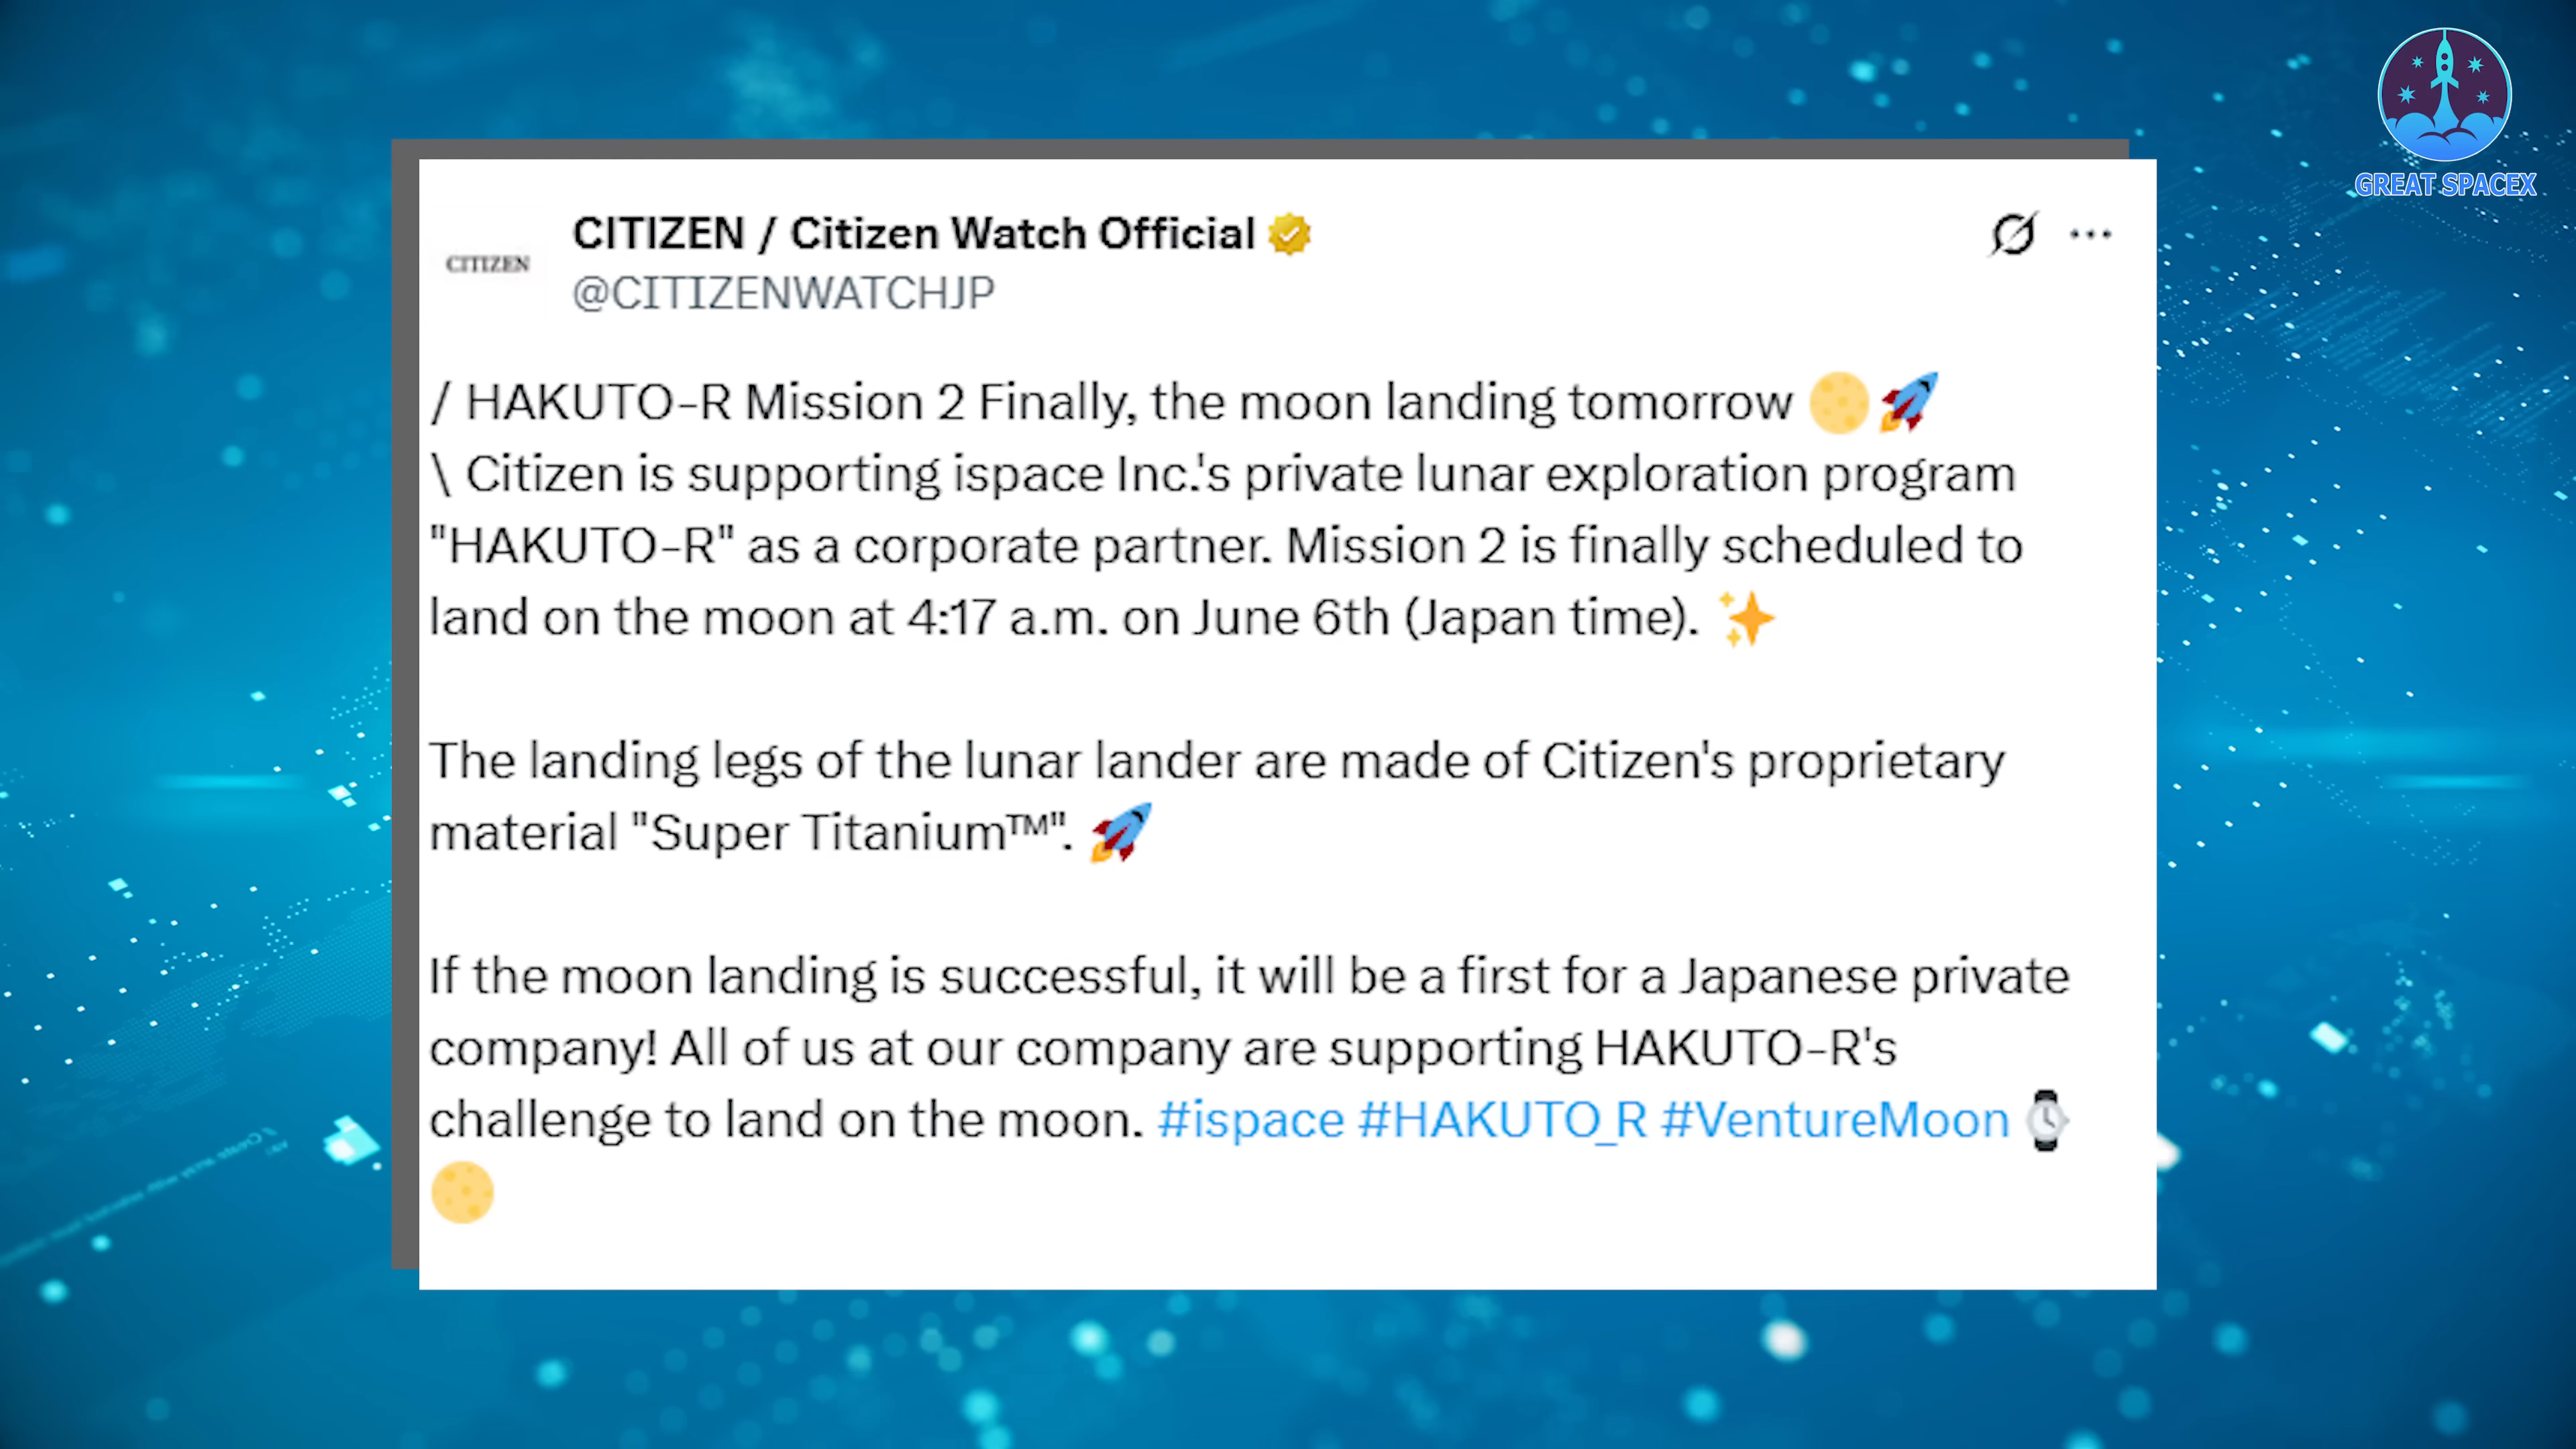 GREAT SPACEX
CITIZEN
CITIZEN / Citizen Watch Official
@CITIZENWATCHJP
/ HAKUTO-R Mission 2 Finally, the moon landing tomorrow 🌕🚀
\ Citizen is supporting ispace Inc.'s private lunar exploration program
"HAKUTO-R" as a corporate partner. Mission 2 is finally scheduled to
land on the moon at 4:17 a.m. on June 6th (Japan time). ✨
The landing legs of the lunar lander are made of Citizen's proprietary
material "Super Titanium™". 🚀
If the moon landing is successful, it will be a first for a Japanese private
company! All of us at our company are supporting HAKUTO-R's
challenge to land on the moon. #ispace #HAKUTO_R #VentureMoon ⌚
🌕